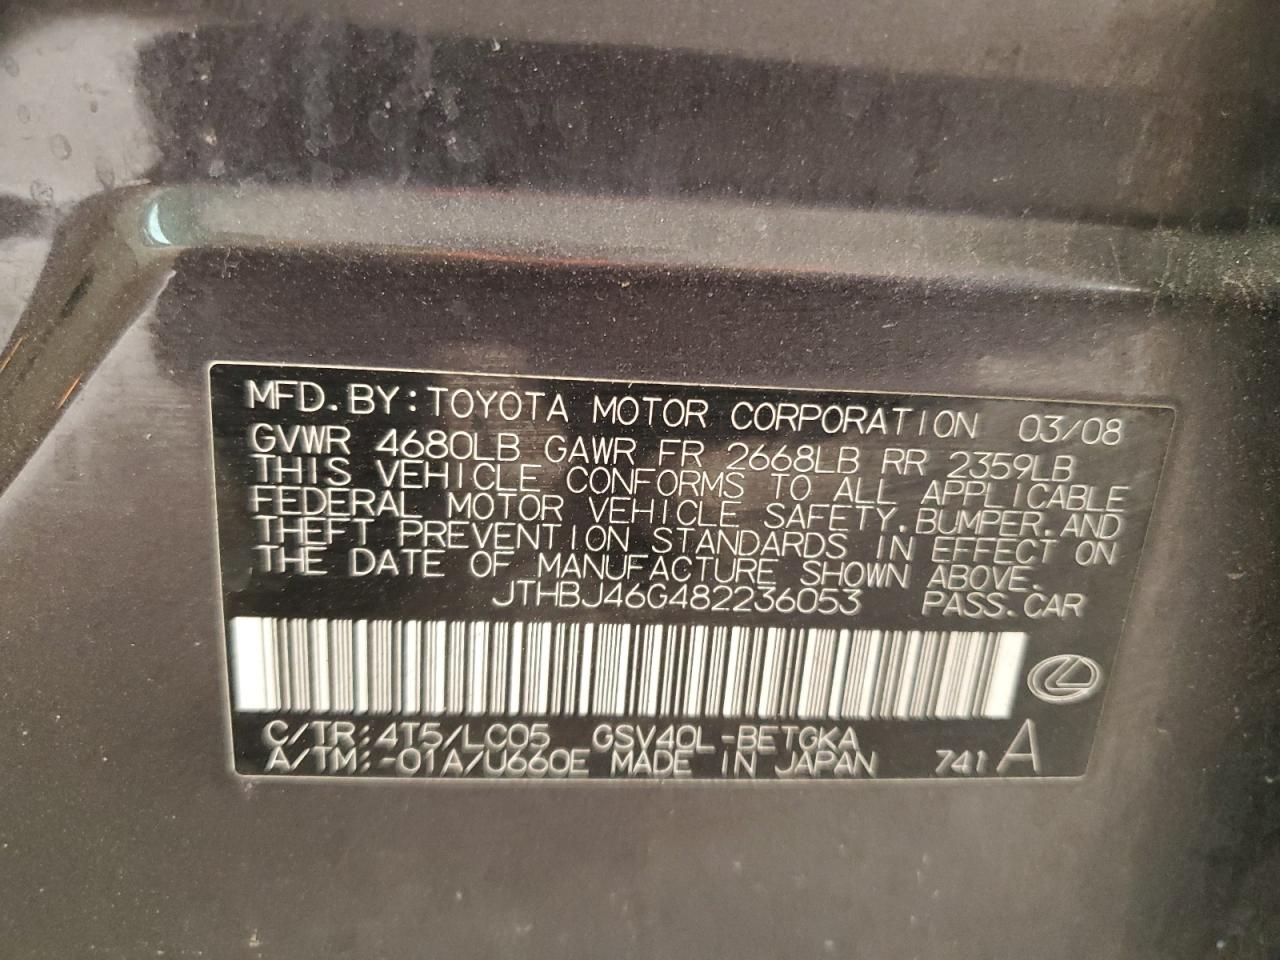 MFD. BY: TOYOTA MOTOR CORPORATION 03/08
GVWR 4680LB GAWR FR 2668LB RR 2359LB
THIS VEHICLE CONFORMS TO ALL APPLICABLE
FEDERAL MOTOR VEHICLE SAFETY, BUMPER, AND
THEFT PREVENTION STANDARDS IN EFFECT ON
THE DATE OF MANUFACTURE SHOWN ABOVE.
JTHBJ46G482236053 PASS. CAR
C/TR: 4T5/LC05 GSV40L-BETGKA
A/TM: -01A/U660E MADE IN JAPAN 741 A